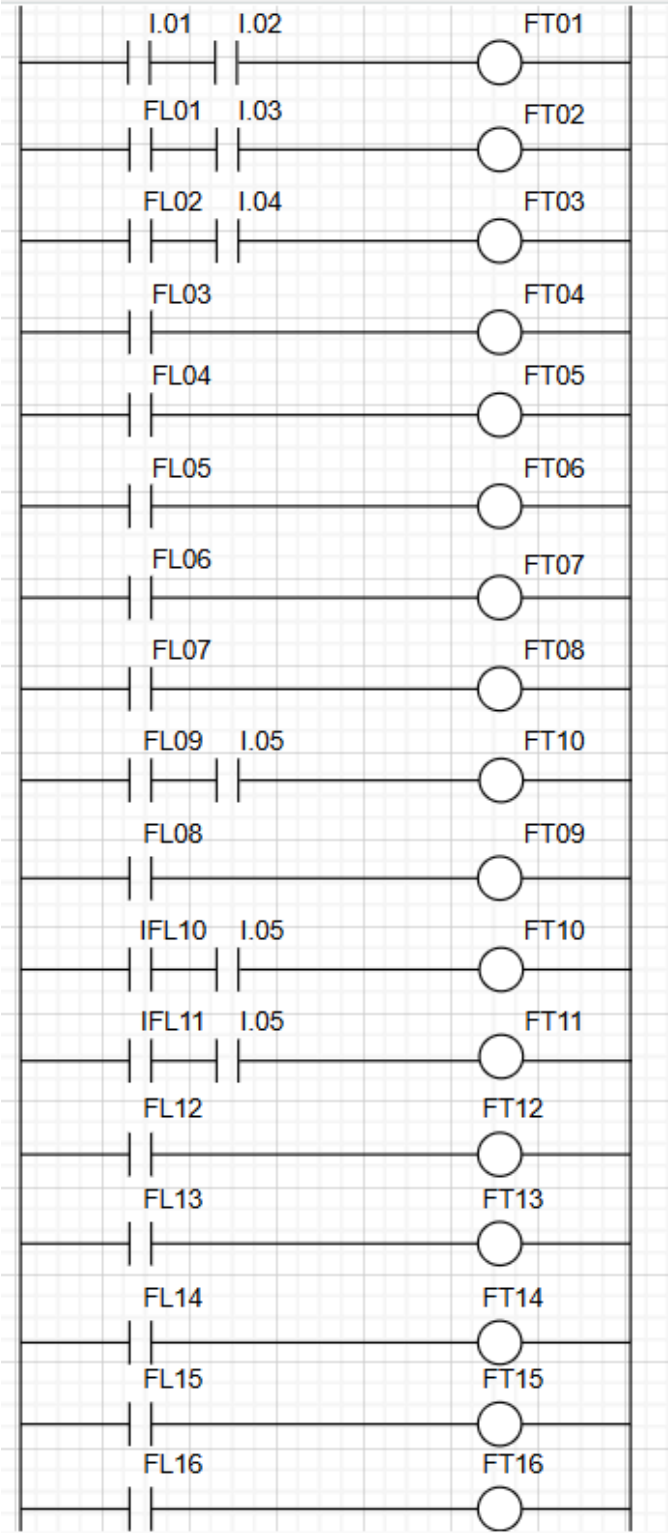 I.01 I.02 FT01
FL01 I.03 FT02
FL02 I.04 FT03
FL03 FT04
FL04 FT05
FL05 FT06
FL06 FT07
FL07 FT08
FL09 I.05 FT10
FL08 FT09
IFL10 I.05 FT10
IFL11 I.05 FT11
FL12 FT12
FL13 FT13
FL14 FT14
FL15 FT15
FL16 FT16